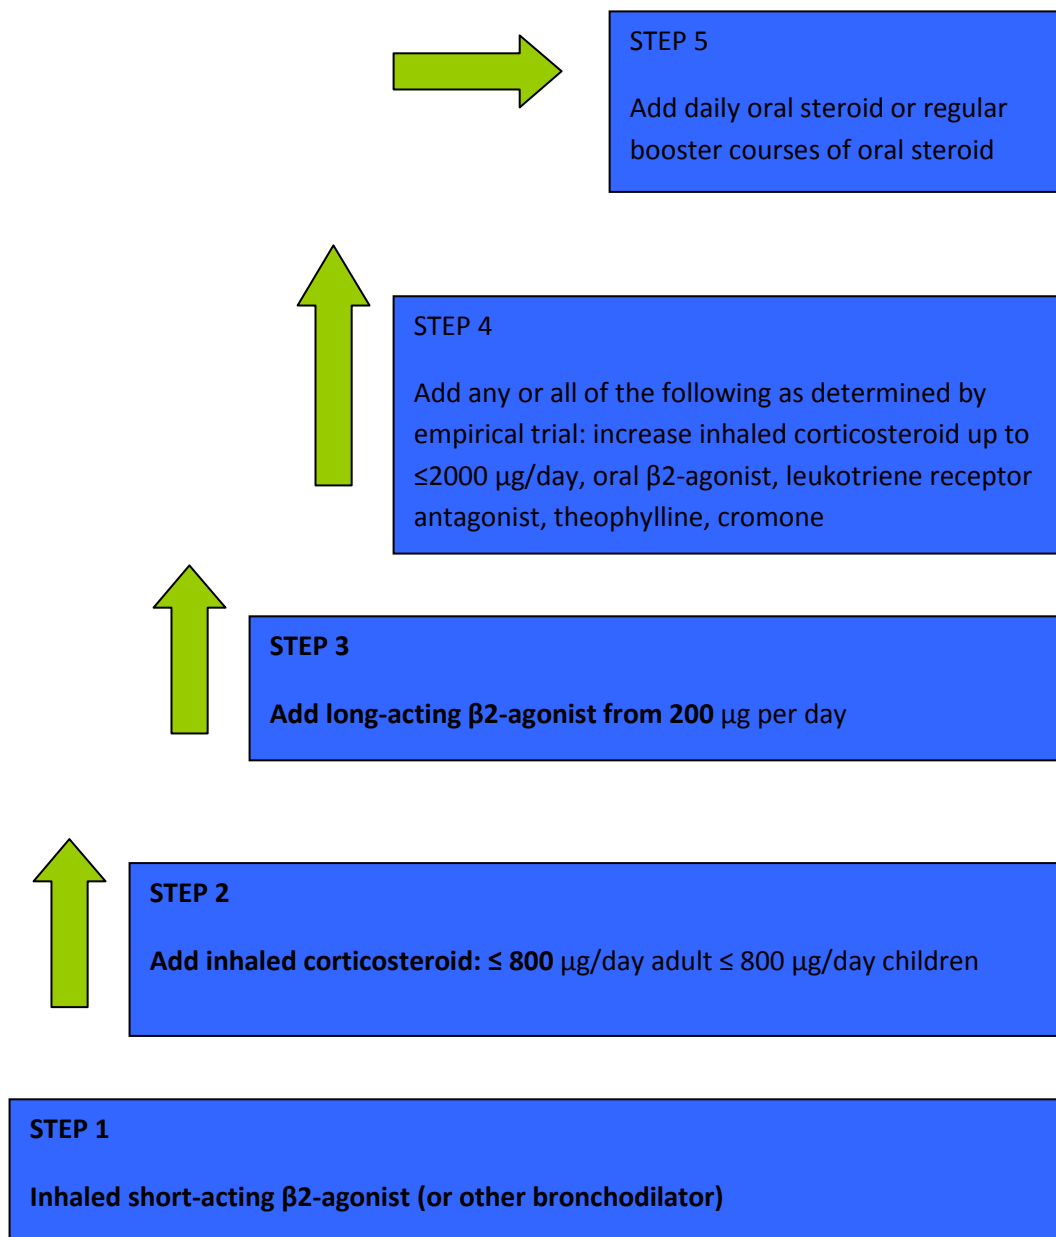 STEP 5
Add daily oral steroid or regular
booster courses of oral steroid
STEP 4
Add any or all of the following as determined by
empirical trial: increase inhaled corticosteroid up to
≤2000 µg/day, oral β2-agonist, leukotriene receptor
antagonist, theophylline, cromone
STEP 3
Add long-acting β2-agonist from 200 µg per day
STEP 2
Add inhaled corticosteroid: ≤ 800 µg/day adult ≤ 800 µg/day children
STEP 1
Inhaled short-acting β2-agonist (or other bronchodilator)